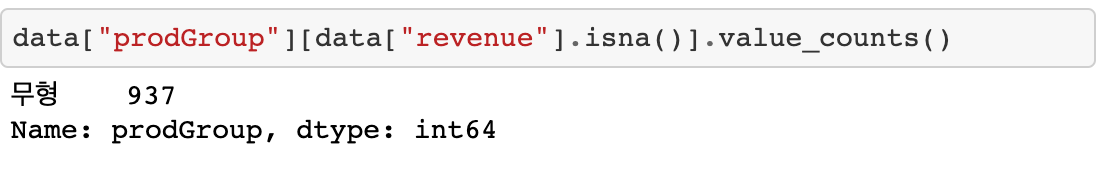 data["prodGroup"][data["revenue"].isna()].value_counts()
무형    937
Name: prodGroup, dtype: int64